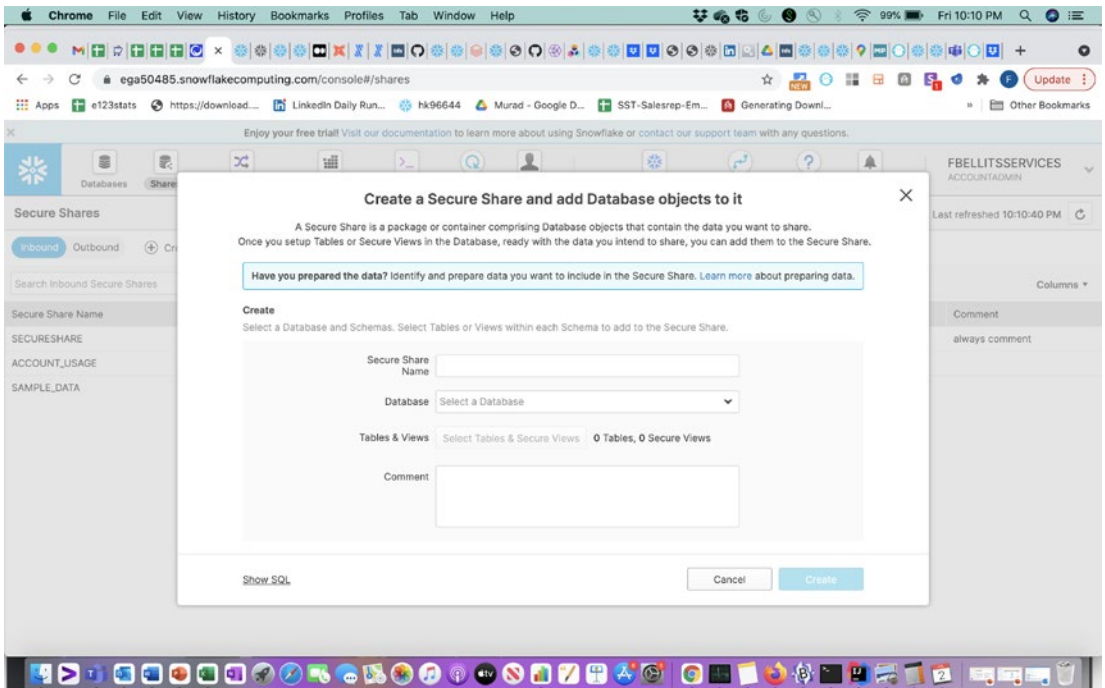 Chrome File Edit View History Bookmarks Profiles Tab Window Help
99% Fri 10:10 PM
ega50485.snowflakecomputing.com/console#/shares
NEW
Update
Apps
e123stats
https://download....
LinkedIn Daily Run...
hk96644
Murad - Google D...
SST-Salesrep-Em...
Generating Downl...
Other Bookmarks
Enjoy your free trial! Visit our documentation to learn more about using Snowflake or contact our support team with any questions.
Databases
Share
FBELLITSSERVICES
ACCOUNTADMIN
Secure Shares
Last refreshed 10:10:40 PM
Inbound
Outbound
Search Inbound Secure Shares
Columns
Secure Share Name
Comment
SECURESHARE
always comment
ACCOUNT_USAGE
SAMPLE_DATA
Create a Secure Share and add Database objects to it
A Secure Share is a package or container comprising Database objects that contain the data you want to share.
Once you setup Tables or Secure Views in the Database, ready with the data you intend to share, you can add them to the Secure Share.
Have you prepared the data? Identify and prepare data you want to include in the Secure Share. Learn more about preparing data.
Create
Select a Database and Schemas. Select Tables or Views within each Schema to add to the Secure Share.
Secure Share
Name
Database
Select a Database
Tables & Views
Select Tables & Secure Views
0 Tables, 0 Secure Views
Comment
Show SQL
Cancel
Create